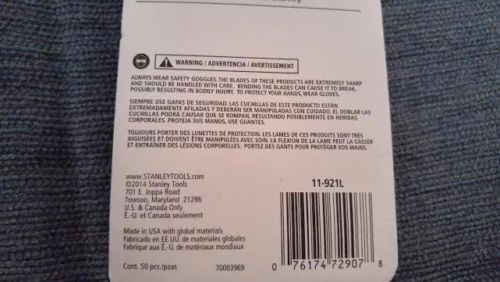 Stanley.
WARNING / ADVERTENCIA / AVERTISSEMENT
ALWAYS WEAR SAFETY GOGGLES. THE BLADES OF THESE PRODUCTS ARE EXTREMELY SHARP
AND SHOULD BE HANDLED WITH CARE. BENDING THE BLADES CAN CAUSE IT TO BREAK,
POSSIBLY RESULTING IN BODILY INJURY. TO PROTECT YOUR HANDS, WEAR GLOVES.
SIEMPRE USE GAFAS DE SEGURIDAD. LAS CUCHILLAS DE ESTE PRODUCTO ESTÁN
EXTREMADAMENTE AFILADAS Y DEBERAN SER MANIPULADAS CON CUIDADO. EL DOBLAR LAS
CUCHILLAS PODRÁ CAUSAR QUE SE ROMPAN, RESULTANDO POSIBLEMENTE EN HERIDAS
CORPORALES. PROTEJA SUS MANOS, USE GUANTES.
TOUJOURS PORTER DES LUNETTES DE PROTECTION. LES LAMES DE CES PRODUITS SONT TRÈS
AIGUISÉES ET DOIVENT ÊTRE MANIPULÉES AVEC SOIN. LA FLEXION DE LA LAME PEUT LA CASSER
ET ENTRAÎNER DES LÉSIONS CORPORELLES. PORTEZ DES GANTS POUR PROTÉGER VOS MAINS.
WWW.STANLEYTOOLS.COM
©2014 Stanley Tools
701 E. Joppa Road
Towson, Maryland 21286
U.S. & Canada Only
É.-U. et Canada seulement
11-921L
Made in USA with global materials
Fabricado en EE.UU. de materiales globales
Fabriqué aux É.-U. de matériaux mondiaux
Cont. 50 pcs./pzas
70003969
0 76174 72907 8